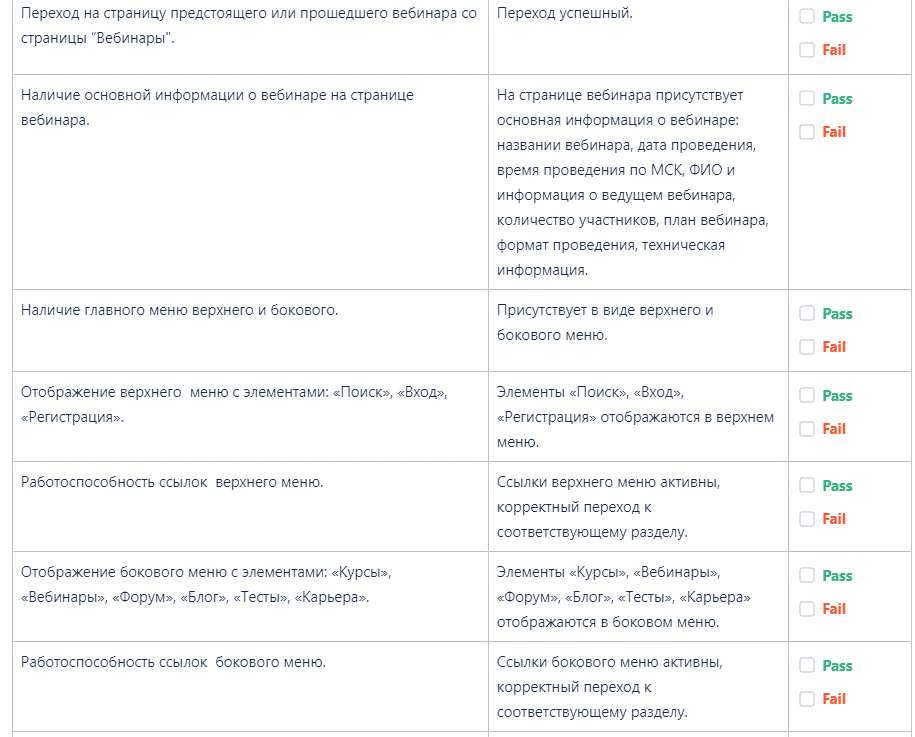 Переход на страницу предстоящего или прошедшего вебинара со
страницы “Вебинары”.
Переход успешный.
Pass
Fail
Наличие основной информации о вебинаре на странице
вебинара.
На странице вебинара присутствует
основная информация о вебинаре:
названии вебинара, дата проведения,
время проведения по МСК, ФИО и
информация о ведущем вебинара,
количество участников, план вебинара,
формат проведения, техническая
информация.
Pass
Fail
Наличие главного меню верхнего и бокового.
Присутствует в виде верхнего и
бокового меню.
Pass
Fail
Отображение верхнего  меню с элементами: «Поиск», «Вход»,
«Регистрация».
Элементы «Поиск», «Вход»,
«Регистрация» отображаются в верхнем
меню.
Pass
Fail
Работоспособность ссылок  верхнего меню.
Ссылки верхнего меню активны,
корректный переход к
соответствующему разделу.
Pass
Fail
Отображение бокового меню с элементами: «Курсы»,
«Вебинары», «Форум», «Блог», «Тесты», «Карьера».
Элементы «Курсы», «Вебинары»,
«Форум», «Блог», «Тесты», «Карьера»
отображаются в боковом меню.
Pass
Fail
Работоспособность ссылок  бокового меню.
Ссылки бокового меню активны,
корректный переход к
соответствующему разделу.
Pass
Fail